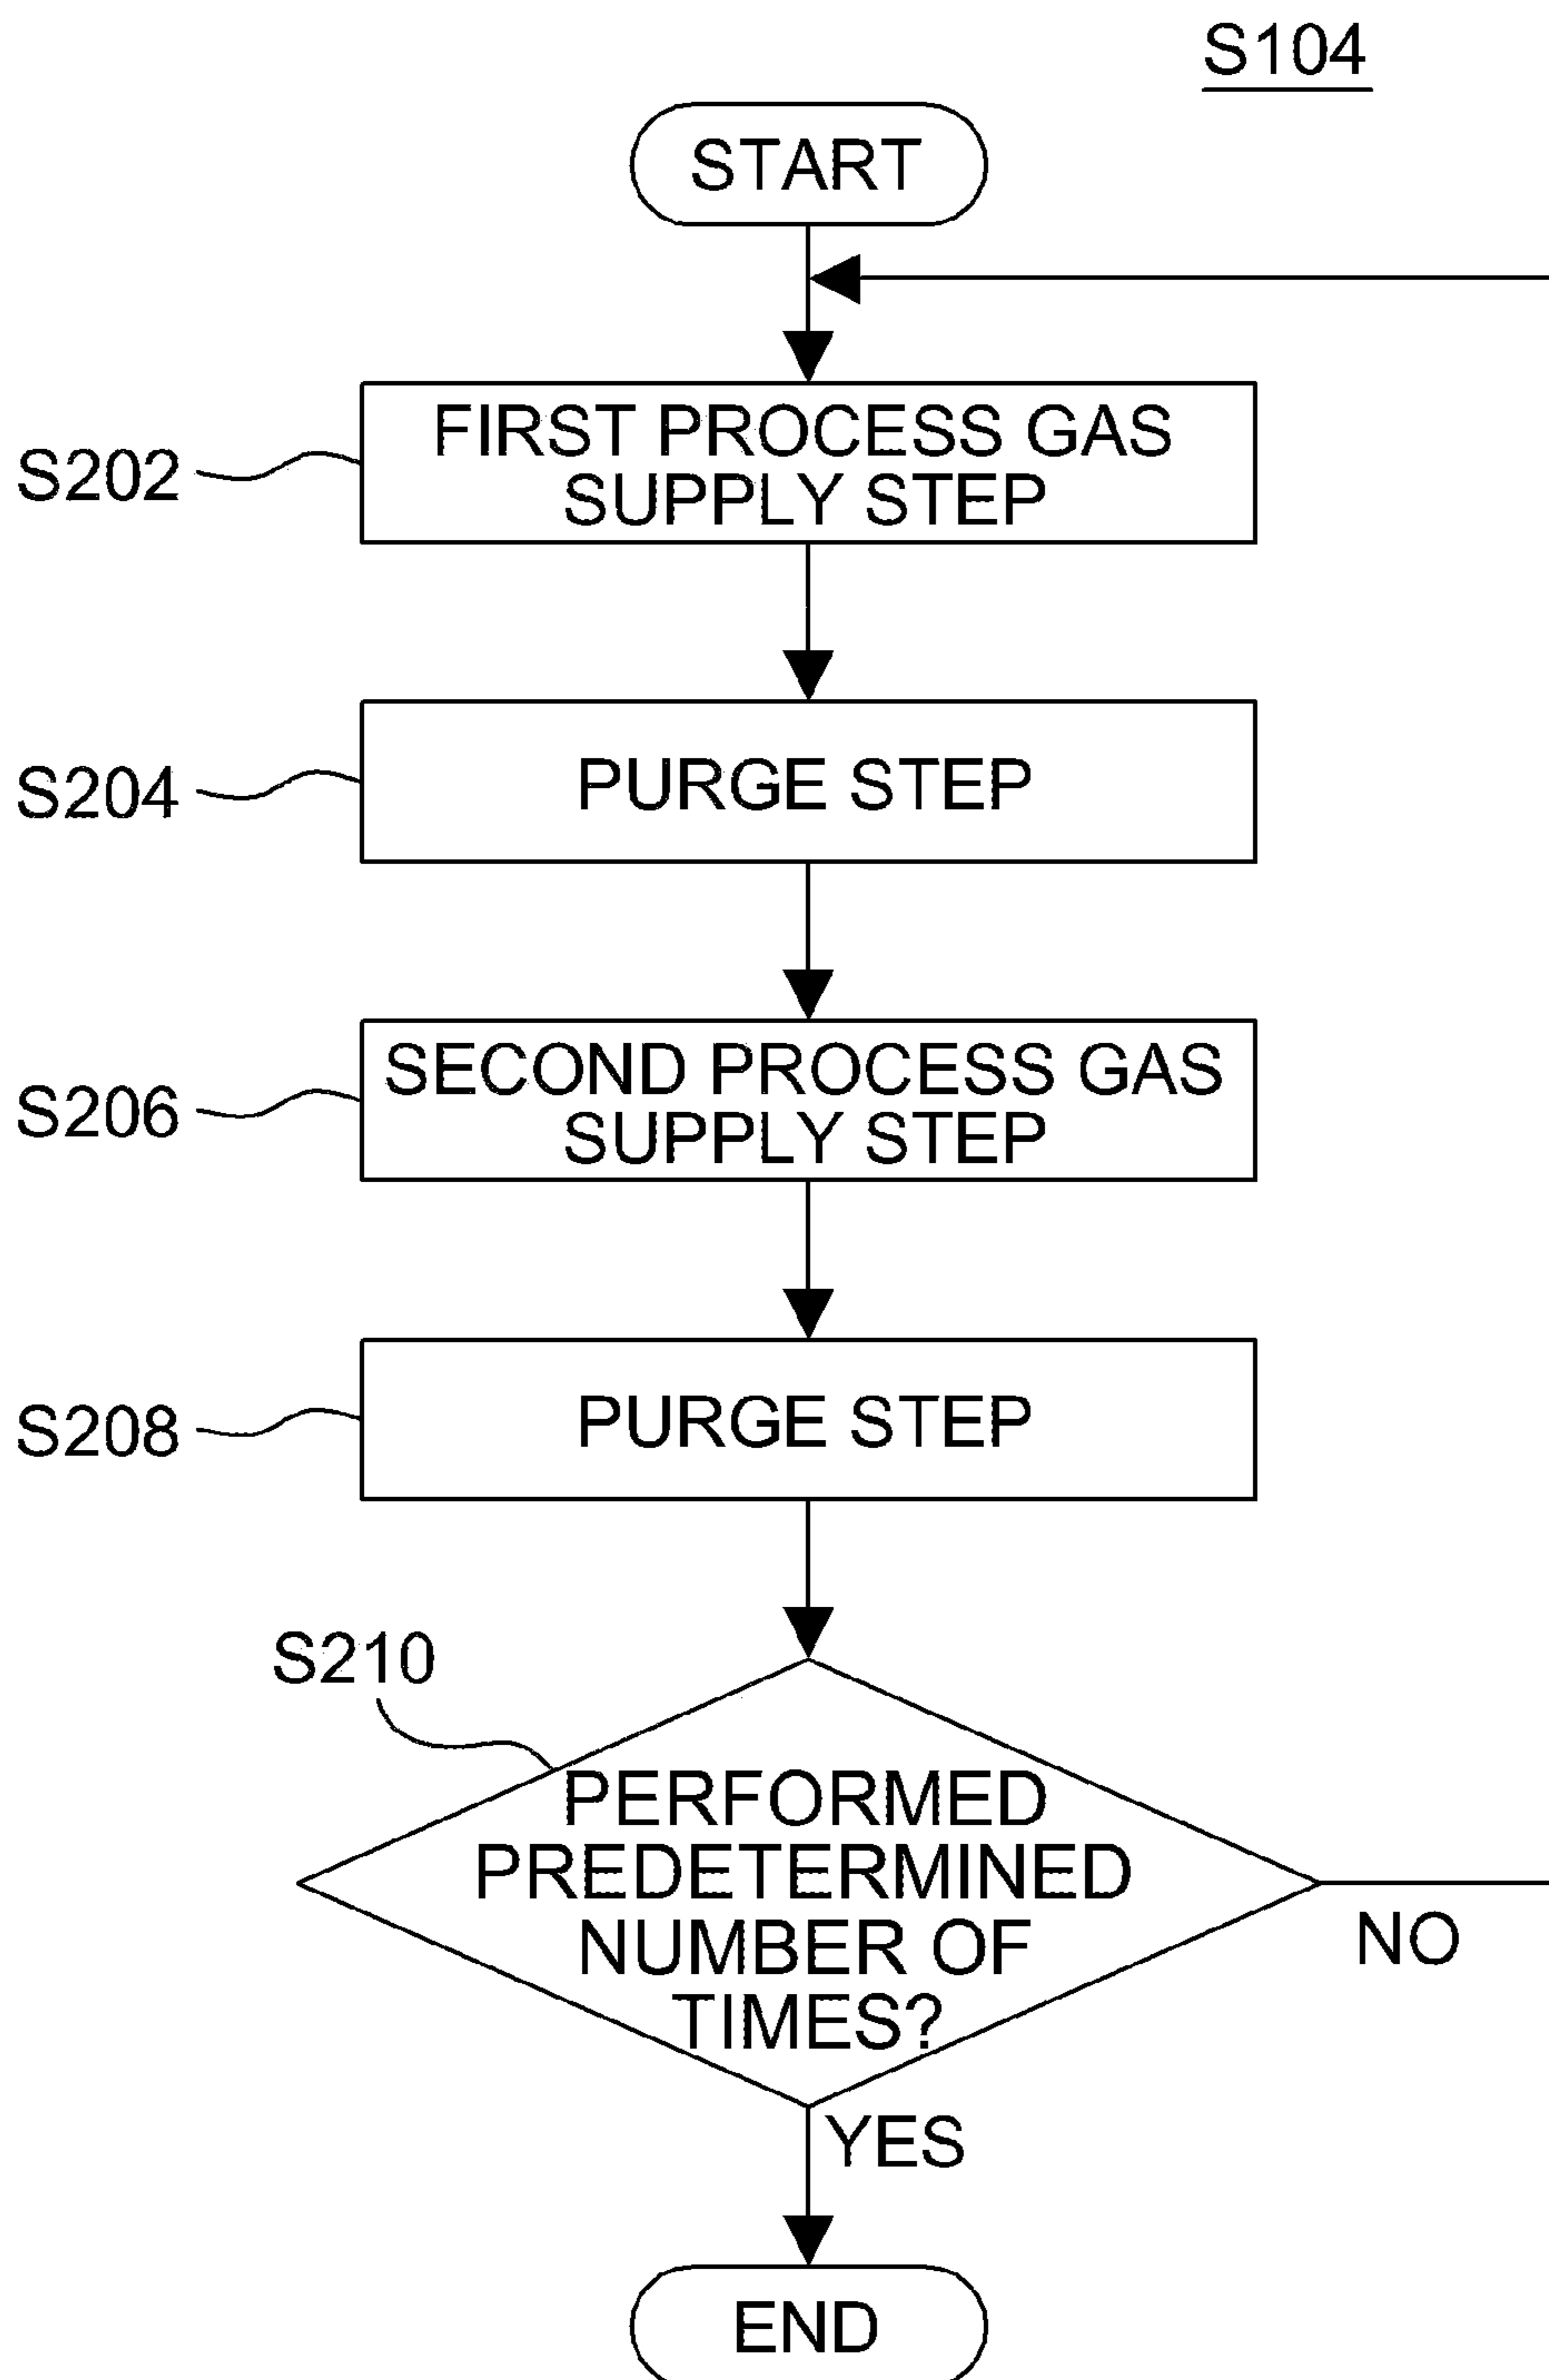 S104
START
FIRST PROCESS GAS
SUPPLY STEP
S202
PURGE STEP
S204
SECOND PROCESS GAS
SUPPLY STEP
S206
PURGE STEP
S208
S210
PERFORMED
PREDETERMINED
NUMBER OF
TIMES?
NO
YES
END